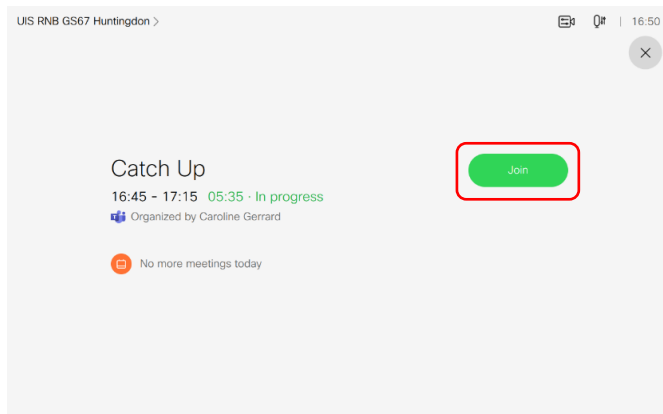 UIS RNB GS67 Huntingdon >
16:50
Catch Up
Join
16:45 - 17:15 05:35 · In progress
Organized by Caroline Gerrard
No more meetings today